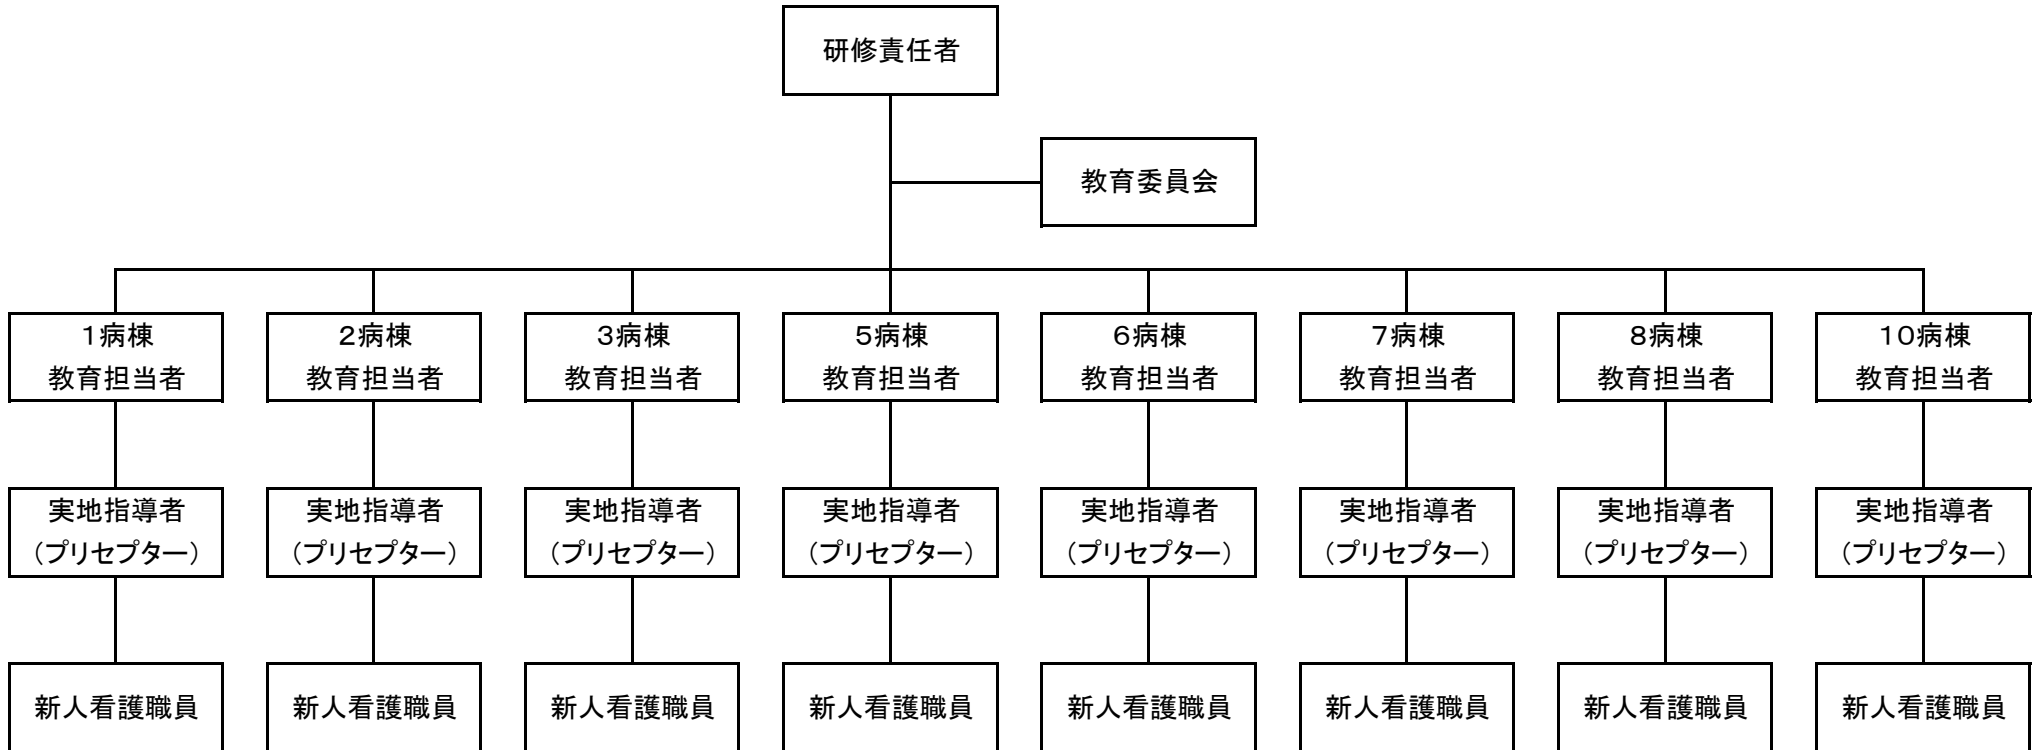 研修責任者
教育委員会
1病棟
教育担当者
2病棟
教育担当者
3病棟
教育担当者
5病棟
教育担当者
6病棟
教育担当者
7病棟
教育担当者
8病棟
教育担当者
10病棟
教育担当者
実地指導者
（プリセプター）
実地指導者
（プリセプター）
実地指導者
（プリセプター）
実地指導者
（プリセプター）
実地指導者
（プリセプター）
実地指導者
（プリセプター）
実地指導者
（プリセプター）
実地指導者
（プリセプター）
新人看護職員
新人看護職員
新人看護職員
新人看護職員
新人看護職員
新人看護職員
新人看護職員
新人看護職員